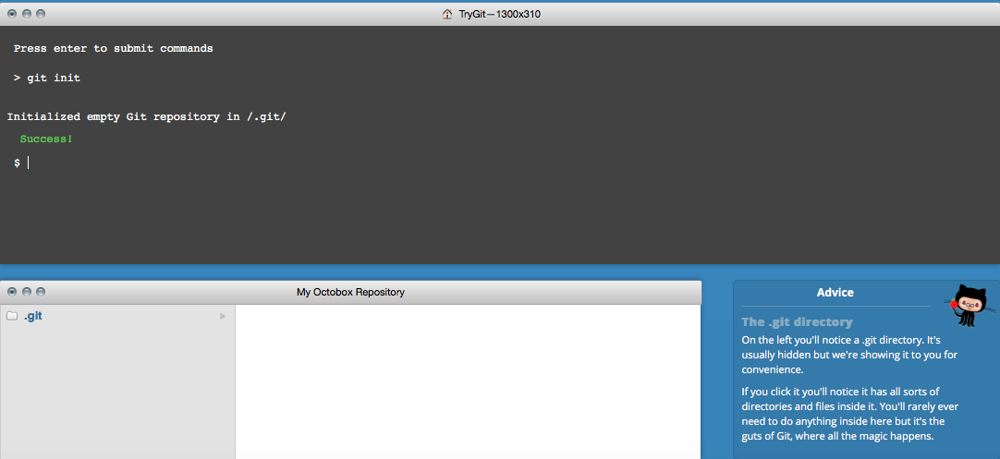 TryGit—1300x310
Press enter to submit commands
> git init
Initialized empty Git repository in /.git/
Success!
$
My Octobox Repository
.git
Advice
The .git directory
On the left you'll notice a .git directory. It's
usually hidden but we're showing it to you for
convenience.
If you click it you'll notice it has all sorts of
directories and files inside it. You'll rarely ever
need to do anything inside here but it's the
guts of Git, where all the magic happens.